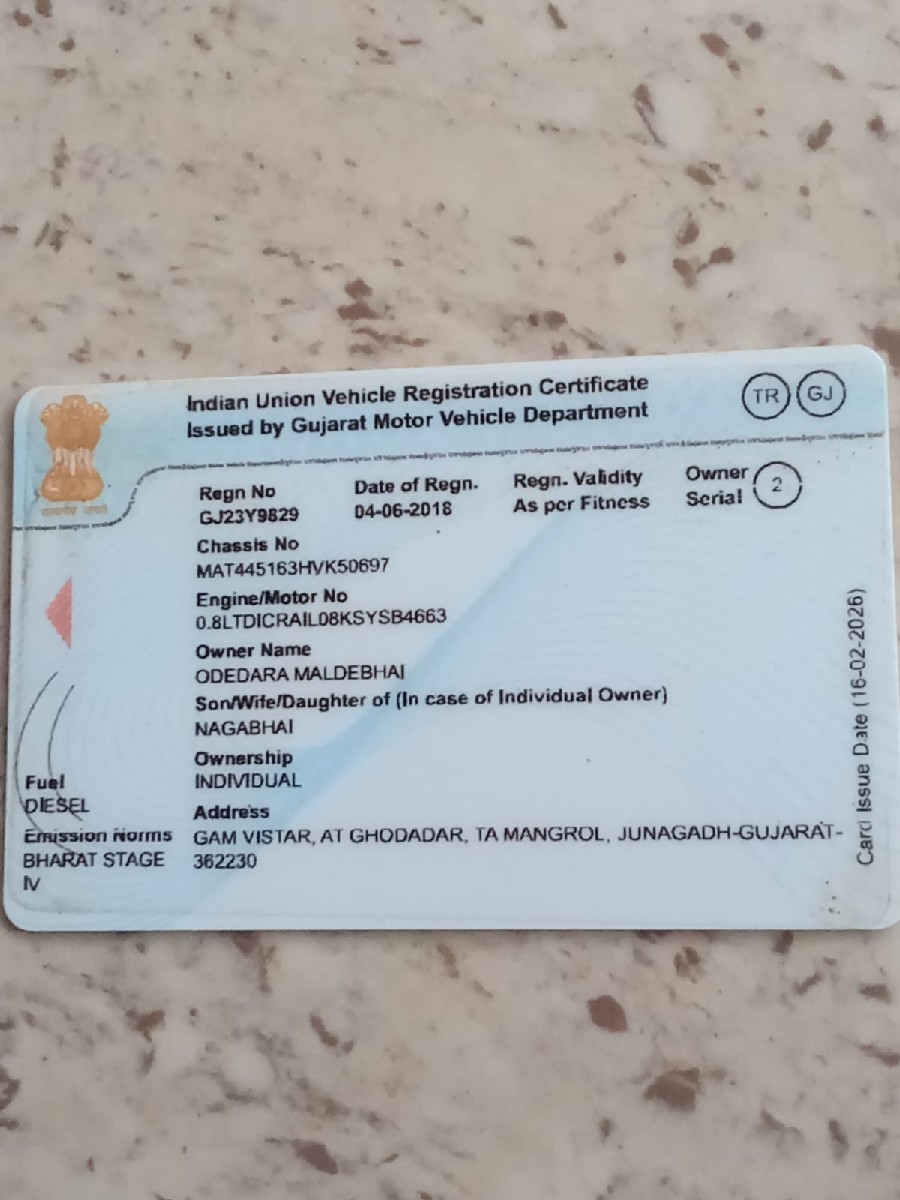 Indian Union Vehicle Registration Certificate
Issued by Gujarat Motor Vehicle Department
TR GJ
Regn No
GJ23Y9829
Date of Regn.
04-06-2018
Regn. Validity
As per Fitness
Owner
Serial
2
Chassis No
MAT445163HVK50697
Engine/Motor No
0.8LTDICRAIL08KSYSB4663
Owner Name
ODEDARA MALDEBHAI
Son/Wife/Daughter of (In case of Individual Owner)
NAGABHAI
Ownership
INDIVIDUAL
Address
GAM VISTAR, AT GHODADAR, TA MANGROL, JUNAGADH-GUJARAT-
362230
Fuel
DIESEL
Emission Norms
BHARAT STAGE
IV
Card Issue Date (16-02-2026)